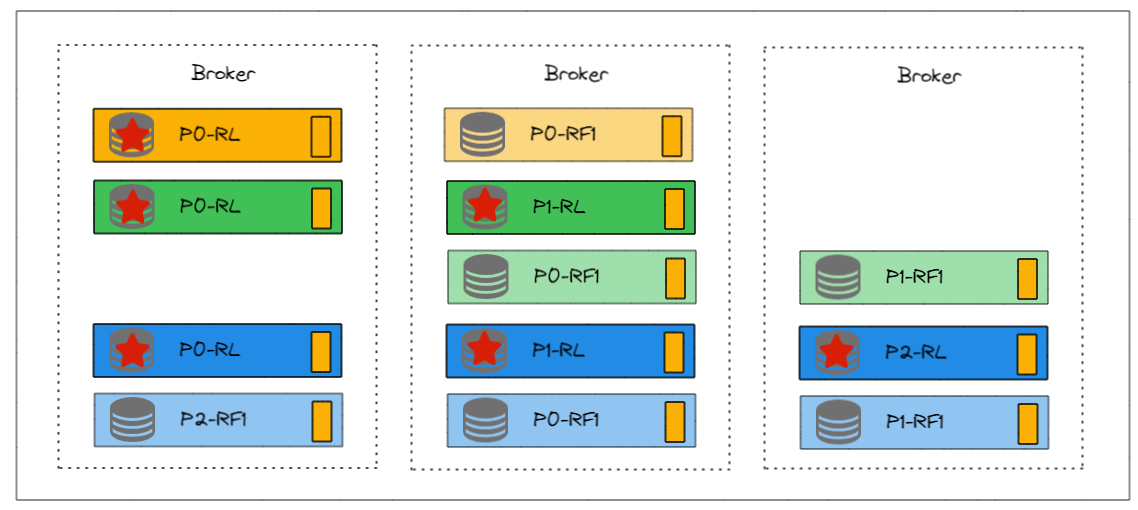 Broker
P0-RL
P0-RL
P0-RL
P2-RF1
Broker
P0-RF1
P1-RL
P0-RF1
P1-RL
P0-RF1
Broker
P1-RF1
P2-RL
P1-RF1